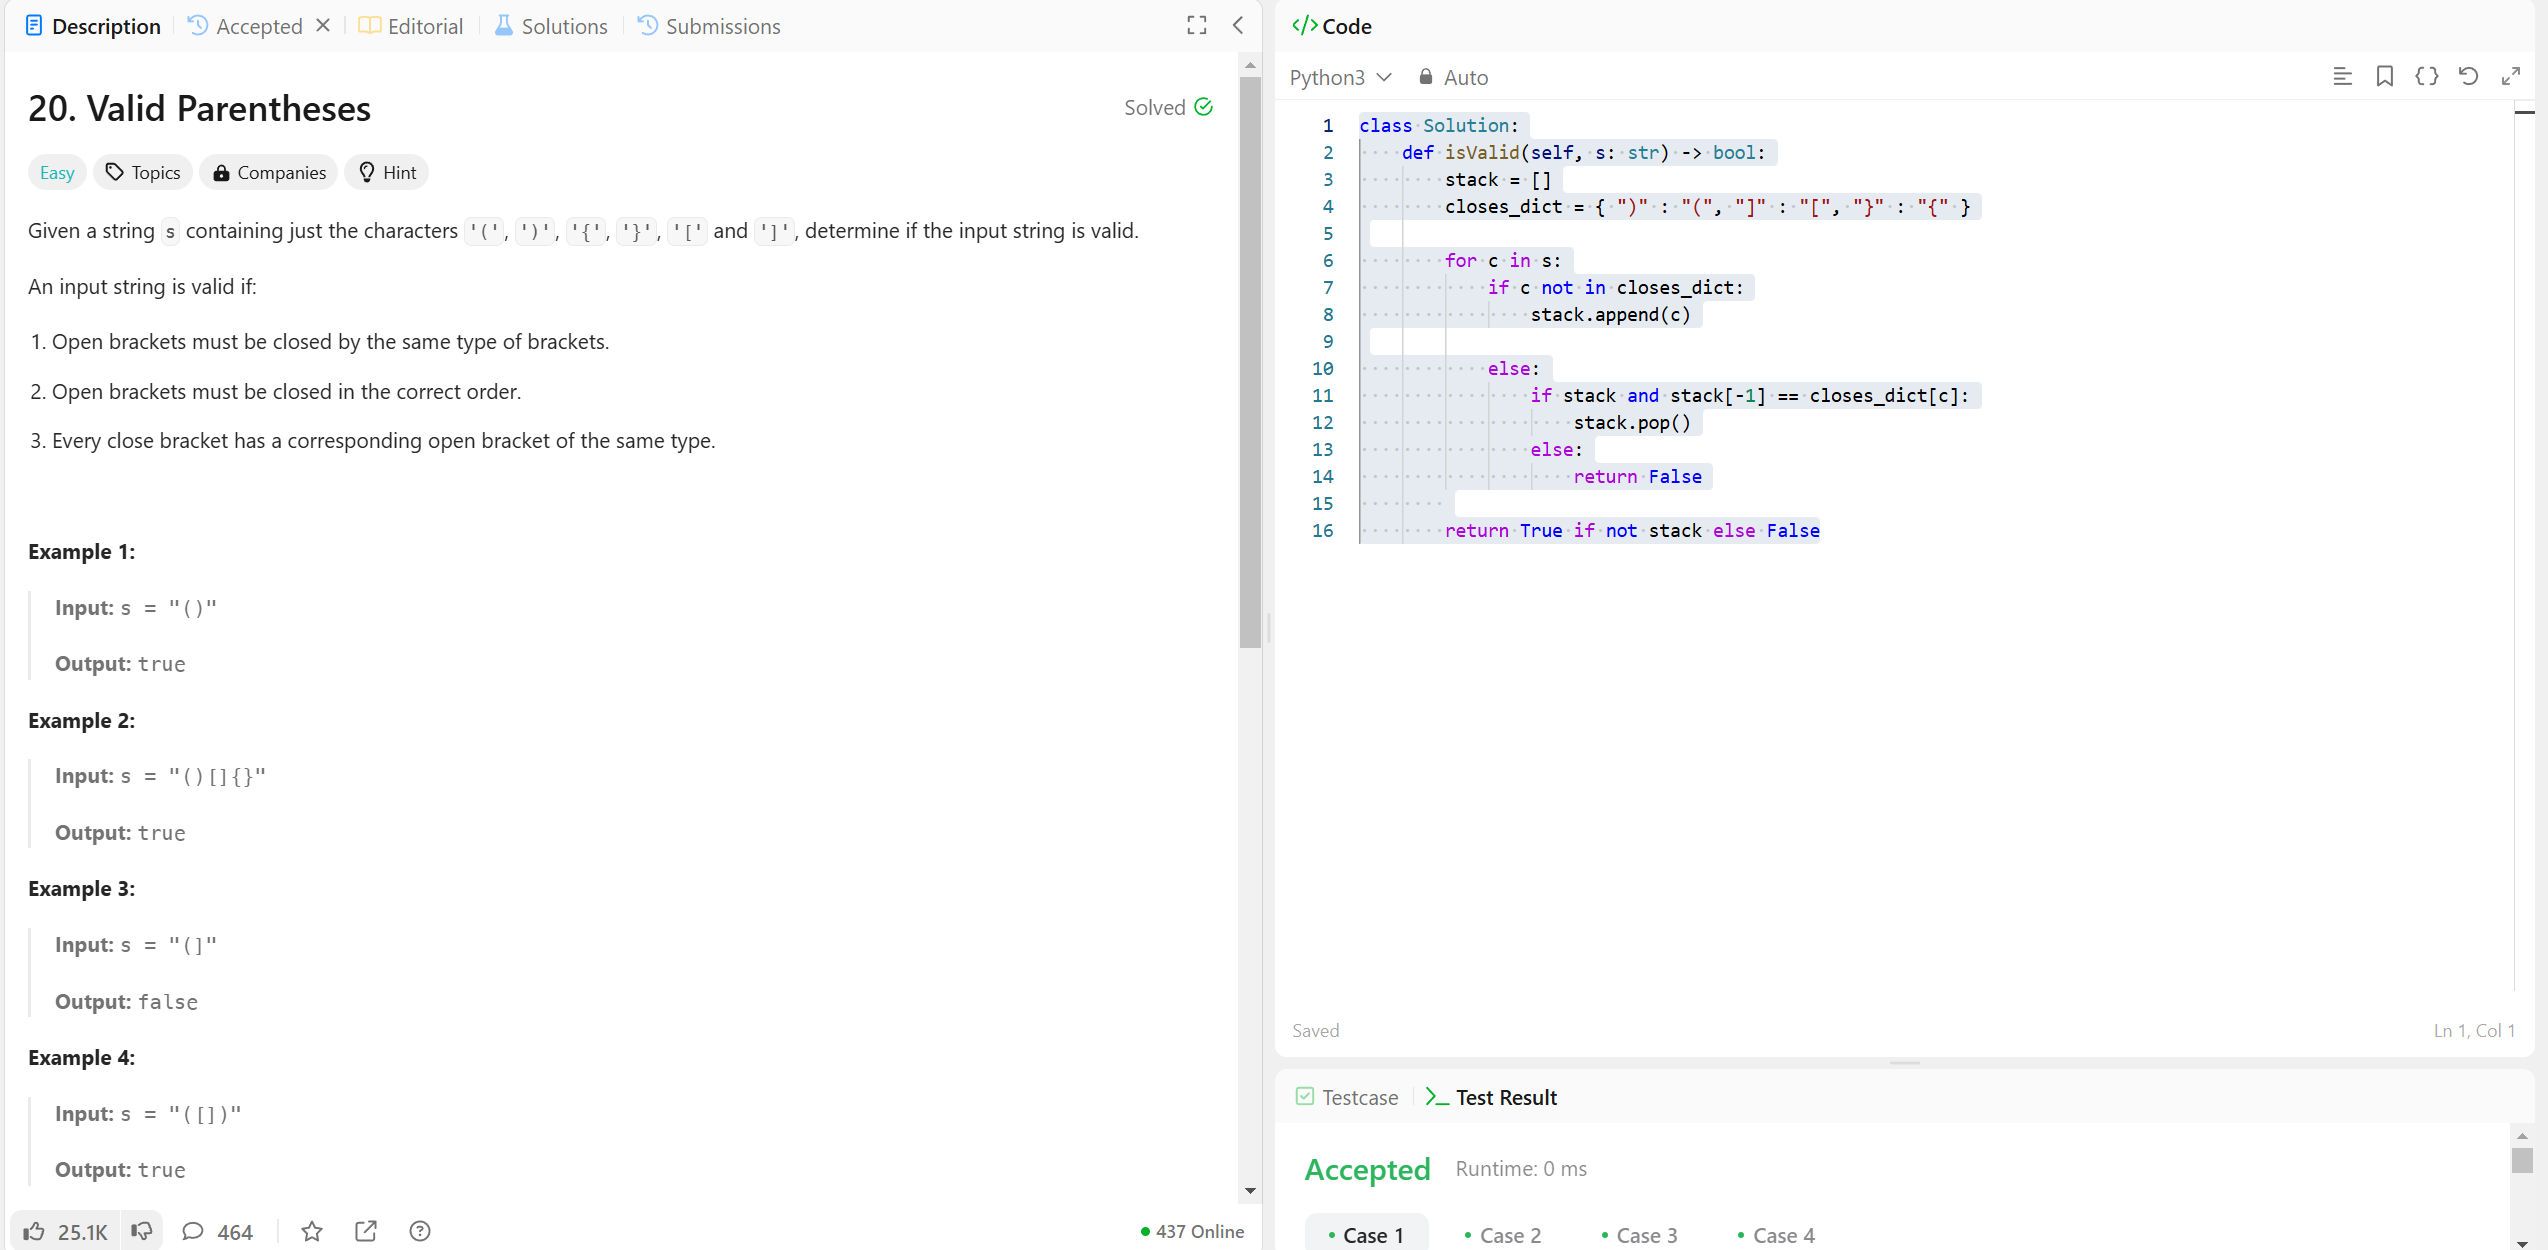 Description
Accepted
Editorial
Solutions
Submissions
20. Valid Parentheses
Solved
Easy
Topics
Companies
Hint
Given a string s containing just the characters '(', ')', '{', '}', '[' and ']', determine if the input string is valid.
An input string is valid if:
1. Open brackets must be closed by the same type of brackets.
2. Open brackets must be closed in the correct order.
3. Every close bracket has a corresponding open bracket of the same type.
Example 1:
Input: s = "()"
Output: true
Example 2:
Input: s = "()[]{}"
Output: true
Example 3:
Input: s = "(]"
Output: false
Example 4:
Input: s = "([])"
Output: true
25.1K
464
437 Online
</> Code
Python3
Auto
1 class Solution:
2     def isValid(self, s: str) -> bool:
3         stack = []
4         closes_dict = { ")" : "(", "]" : "[", "}" : "{" }
5
6         for c in s:
7             if c not in closes_dict:
8                 stack.append(c)
9
10             else:
11                 if stack and stack[-1] == closes_dict[c]:
12                     stack.pop()
13                 else:
14                     return False
15
16         return True if not stack else False
Saved
Ln 1, Col 1
Testcase
Test Result
Accepted
Runtime: 0 ms
Case 1
Case 2
Case 3
Case 4